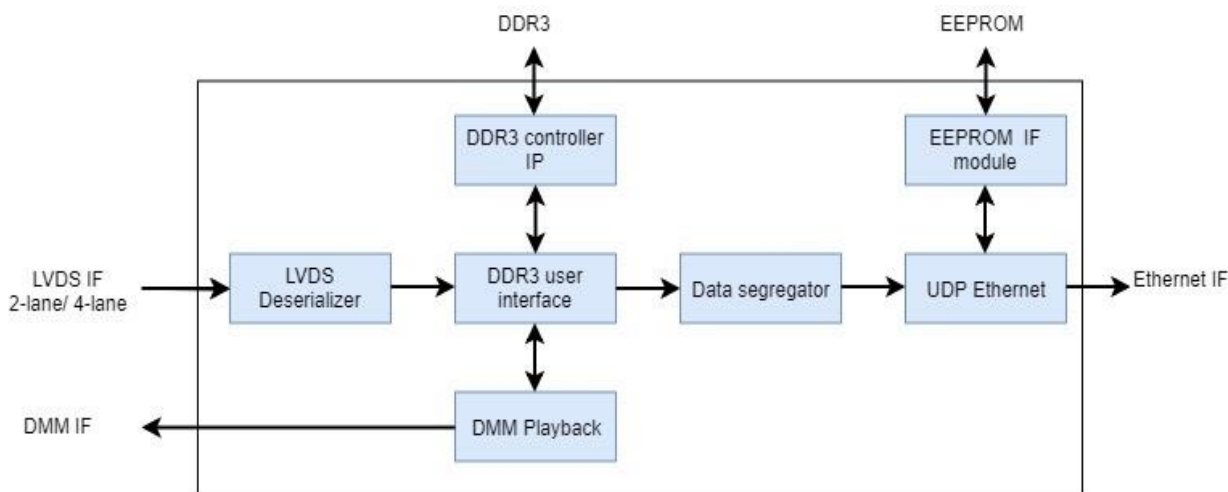 DDR3
EEPROM
DDR3 controller
IP
EEPROM IF
module
LVDS IF
2-lane/ 4-lane
LVDS
Deserializer
DDR3 user
interface
Data segregator
UDP Ethernet
Ethernet IF
DMM IF
DMM Playback